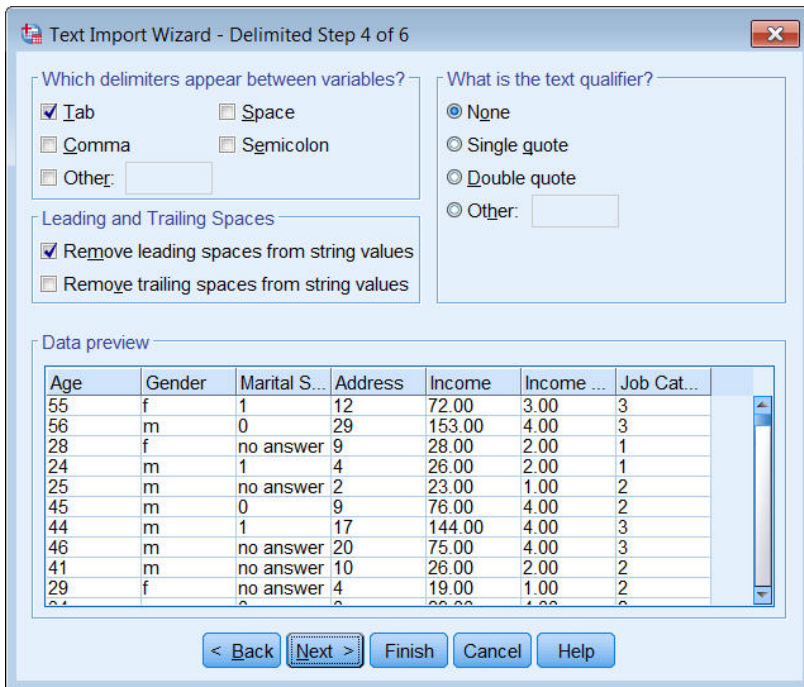 Text Import Wizard - Delimited Step 4 of 6
Which delimiters appear between variables?
Tab
Space
Comma
Semicolon
Other:
Leading and Trailing Spaces
Remove leading spaces from string values
Remove trailing spaces from string values
What is the text qualifier?
None
Single quote
Double quote
Other:
Data preview
Age Gender Marital S... Address Income Income ... Job Cat...
55 f 1 12 72.00 3.00 3
56 m 0 29 153.00 4.00 3
28 f no answer 9 28.00 2.00 1
24 m 1 4 26.00 2.00 1
25 m no answer 2 23.00 1.00 2
45 m 0 9 76.00 4.00 2
44 m 1 17 144.00 4.00 3
46 m no answer 20 75.00 4.00 3
41 m no answer 10 26.00 2.00 2
29 f no answer 4 19.00 1.00 2
< Back Next > Finish Cancel Help